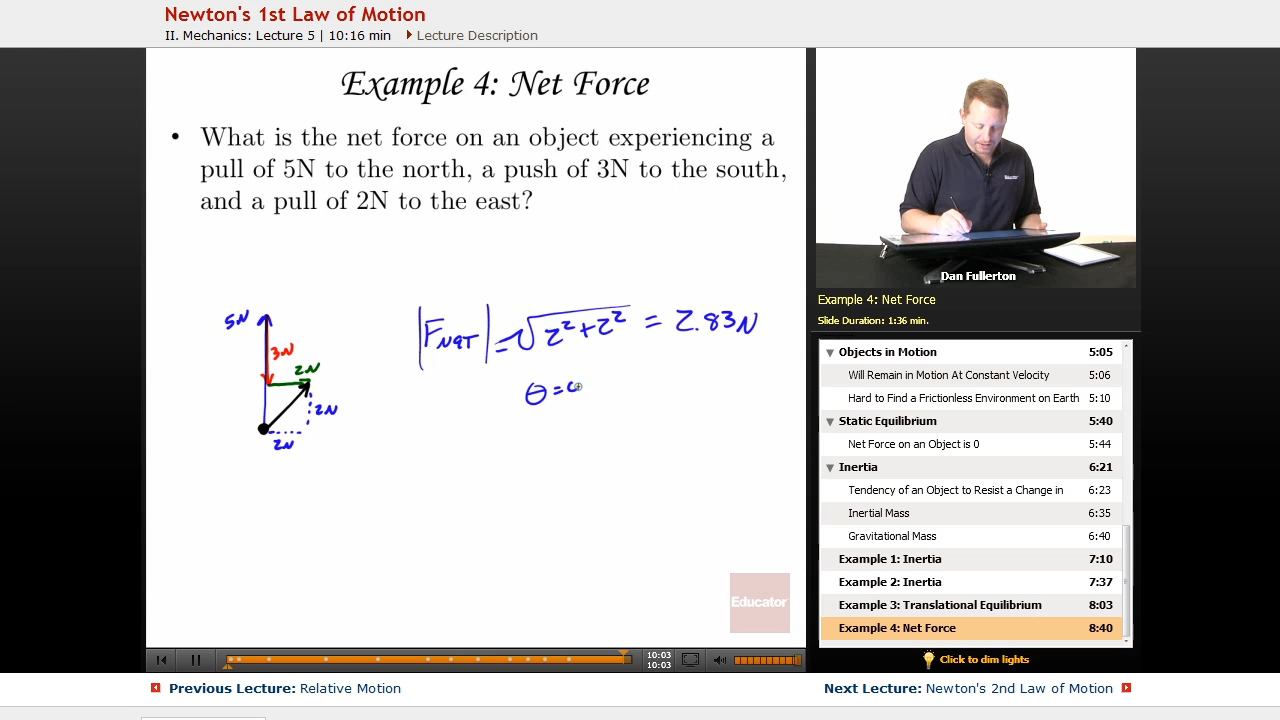 Newton's 1st Law of Motion
II. Mechanics: Lecture 5 | 10:16 min
Lecture Description
Example 4: Net Force
• What is the net force on an object experiencing a
pull of 5N to the north, a push of 3N to the south,
and a pull of 2N to the east?
5N
3N
2N
2N
2N
|F_NET| = √2²+2² = 2.83N
θ =
Educator
Educator
Dan Fullerton
Example 4: Net Force
Slide Duration: 1:36 min.
Objects in Motion 5:05
Will Remain in Motion At Constant Velocity 5:06
Hard to Find a Frictionless Environment on Earth 5:10
Static Equilibrium 5:40
Net Force on an Object is 0 5:44
Inertia 6:21
Tendency of an Object to Resist a Change in 6:23
Inertial Mass 6:35
Gravitational Mass 6:40
Example 1: Inertia 7:10
Example 2: Inertia 7:37
Example 3: Translational Equilibrium 8:03
Example 4: Net Force 8:40
10:03
10:03
Click to dim lights
Previous Lecture: Relative Motion
Next Lecture: Newton's 2nd Law of Motion